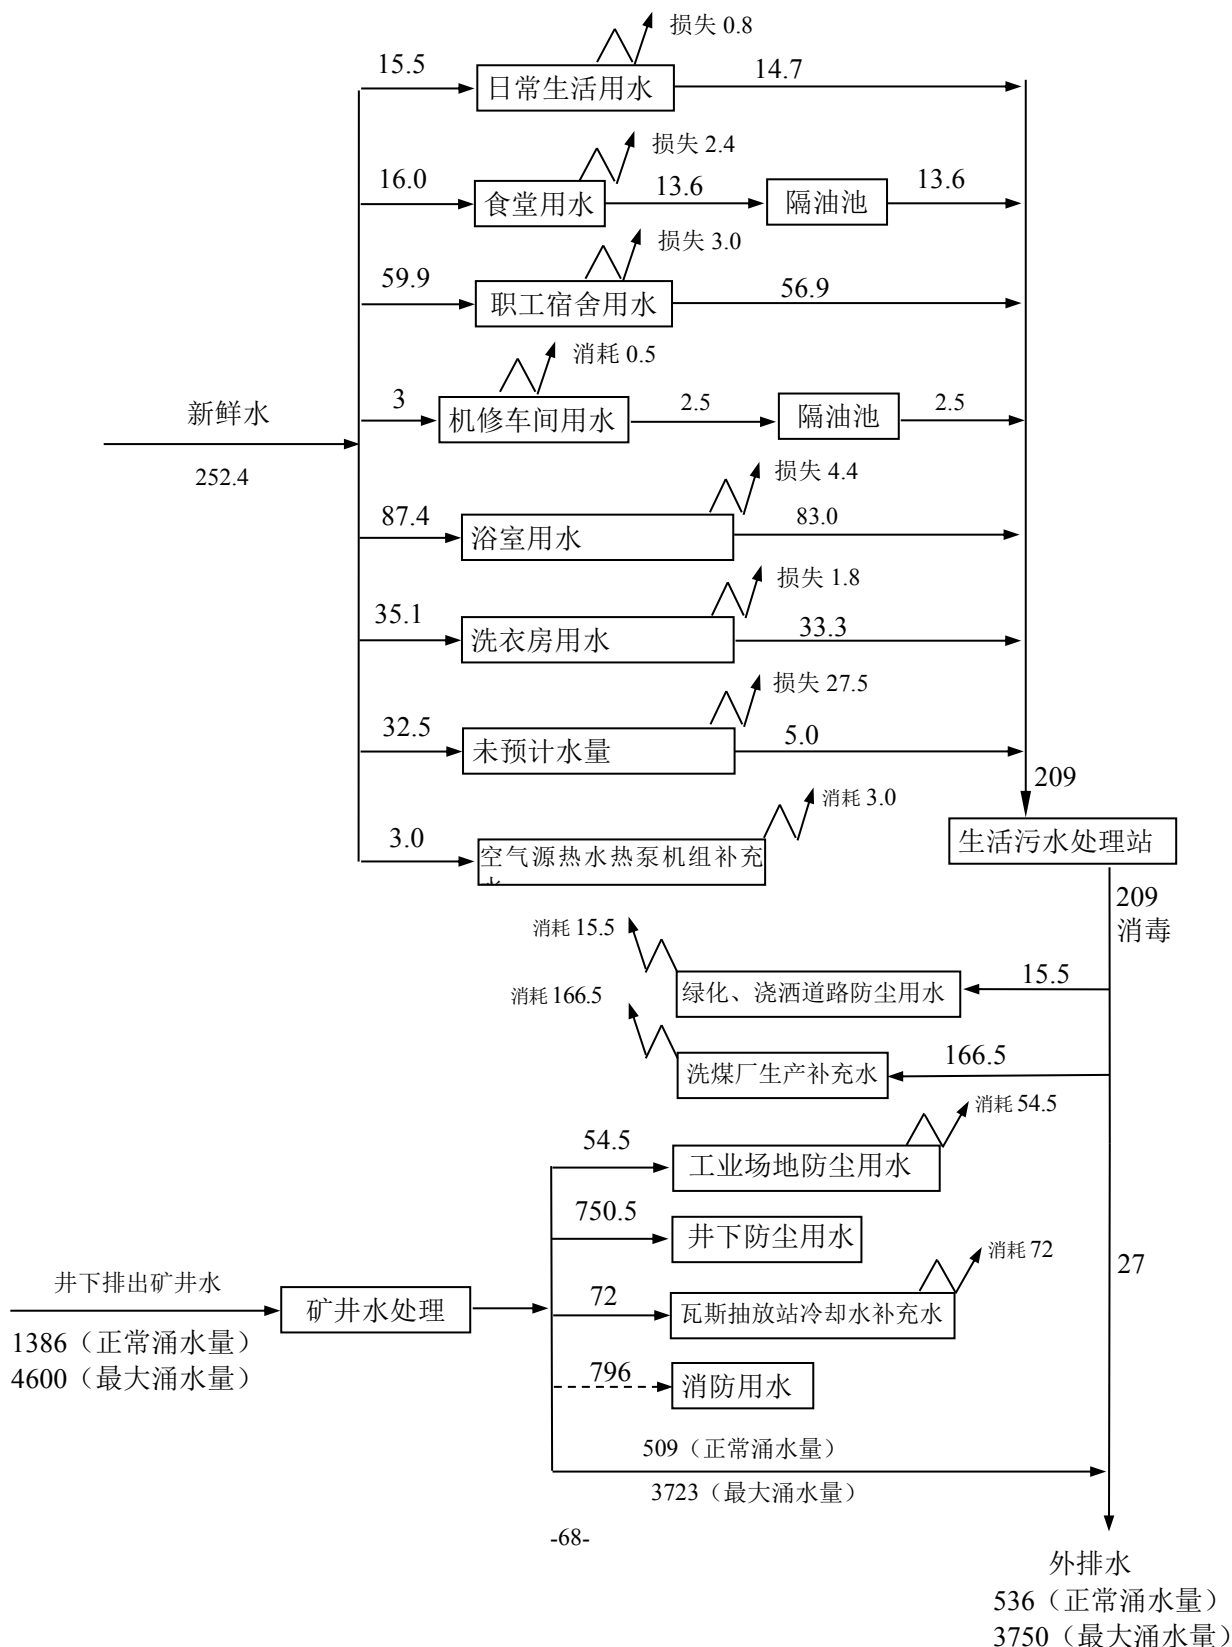 损失 0.8
15.5
日常生活用水
14.7
损失 2.4
16.0
食堂用水
13.6
隔油池
13.6
损失 3.0
59.9
职工宿舍用水
56.9
消耗 0.5
新鲜水
252.4
3
机修车间用水
2.5
隔油池
2.5
损失 4.4
87.4
浴室用水
83.0
损失 1.8
35.1
洗衣房用水
33.3
损失 27.5
32.5
未预计水量
5.0
209
消耗 3.0
3.0
空气源热水热泵机组补充
生活污水处理站
209
消毒
消耗 15.5
15.5
绿化、浇洒道路防尘用水
消耗 166.5
166.5
洗煤厂生产补充水
消耗 54.5
54.5
工业场地防尘用水
750.5
井下防尘用水
消耗 72
27
井下排出矿井水
1386（正常涌水量）
4600（最大涌水量）
矿井水处理
72
瓦斯抽放站冷却水补充水
796
消防用水
509（正常涌水量）
3723（最大涌水量）
-68-
外排水
536（正常涌水量）
3750（最大涌水量）